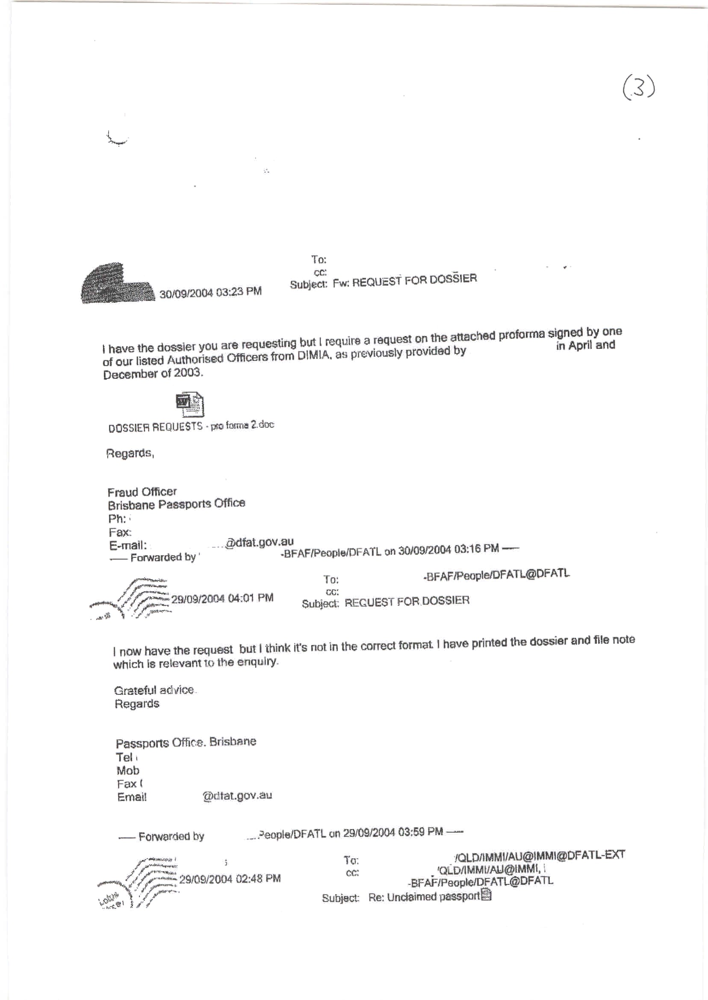 (3)
To:
cc:
Subject: Fw: REQUEST FOR DOSSIER
30/09/2004 03:23 PM
I have the dossier you are requesting but I require a request on the attached proforma signed by one
of our listed Authorised Officers from DIMIA, as previously provided by in April and
December of 2003.
DOSSIER REQUESTS - pro forma 2.doc
Regards,
Fraud Officer
Brisbane Passports Office
Ph:
Fax:
E-mail: @dfat.gov.au
— Forwarded by -BFAF/People/DFATL on 30/09/2004 03:16 PM —
To: -BFAF/People/DFATL@DFATL
cc:
29/09/2004 04:01 PM
Subject: REQUEST FOR DOSSIER
I now have the request but I think it's not in the correct format. I have printed the dossier and file note
which is relevant to the enquiry.
Grateful advice.
Regards
Passports Office. Brisbane
Tel
Mob
Fax (
Email @dfat.gov.au
— Forwarded by People/DFATL on 29/09/2004 03:59 PM —
To: /QLD/IMMI/AU@IMMI@DFATL-EXT
cc: /QLD/IMMI/AU@IMMI,
29/09/2004 02:48 PM
-BFAF/People/DFATL@DFATL
Subject: Re: Unclaimed passport
Lotus